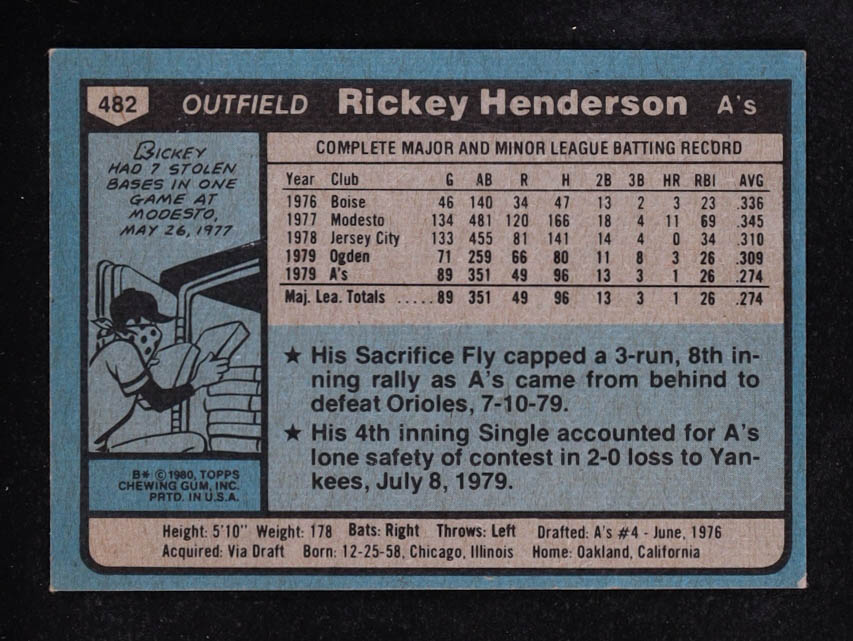 482 OUTFIELD Rickey Henderson A's
RICKEY
HAD 7 STOLEN
BASES IN ONE
GAME AT
MODESTO,
MAY 26, 1977
COMPLETE MAJOR AND MINOR LEAGUE BATTING RECORD
Year Club G AB R H 2B 3B HR RBI AVG
1976 Boise 46 140 34 47 13 2 3 23 .336
1977 Modesto 134 481 120 166 18 4 11 69 .345
1978 Jersey City 133 455 81 141 14 4 0 34 .310
1979 Ogden 71 259 66 80 11 8 3 26 .309
1979 A's 89 351 49 96 13 3 1 26 .274
Maj. Lea. Totals ..... 89 351 49 96 13 3 1 26 .274
★ His Sacrifice Fly capped a 3-run, 8th in-
ning rally as A's came from behind to
defeat Orioles, 7-10-79.
★ His 4th inning Single accounted for A's
lone safety of contest in 2-0 loss to Yan-
kees, July 8, 1979.
B* © 1980, TOPPS
CHEWING GUM, INC.
PRTD. IN U.S.A.
Height: 5'10" Weight: 178 Bats: Right Throws: Left Drafted: A's #4 - June, 1976
Acquired: Via Draft Born: 12-25-58, Chicago, Illinois Home: Oakland, California